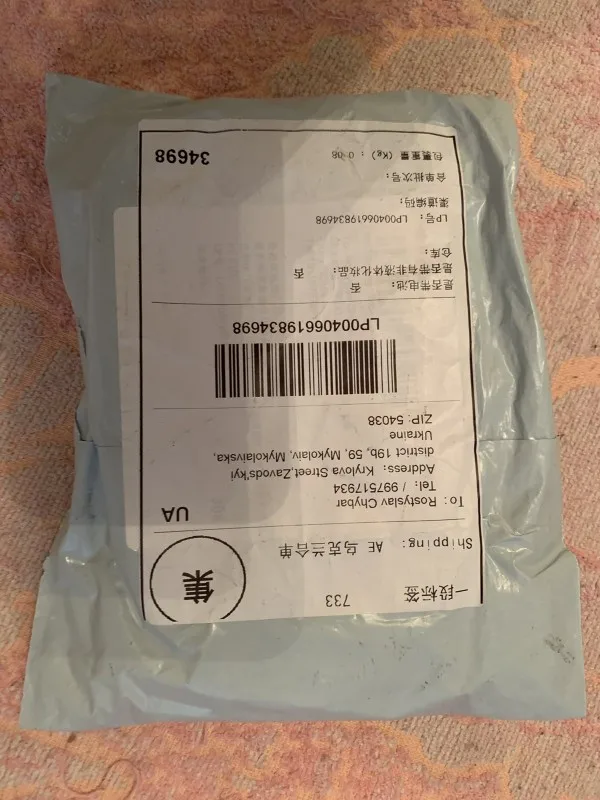 一段标签 733
集
Shipping: AE 乌克兰合单
To: Rostyslav Chybar
UA
Tel: / 997517934
Address: Krylova Street,Zavods'kyi
district 19b, 59, Mykolaiv, Mykolaivska,
Ukraine
ZIP: 54038
LP00406619834698
是否带电池: 否
是否带有非液体化妆品: 否
仓库:
LP号: LP00406619834698
渠道编码:
合单批次号:
包裹重量 (Kg): 0.08
34698